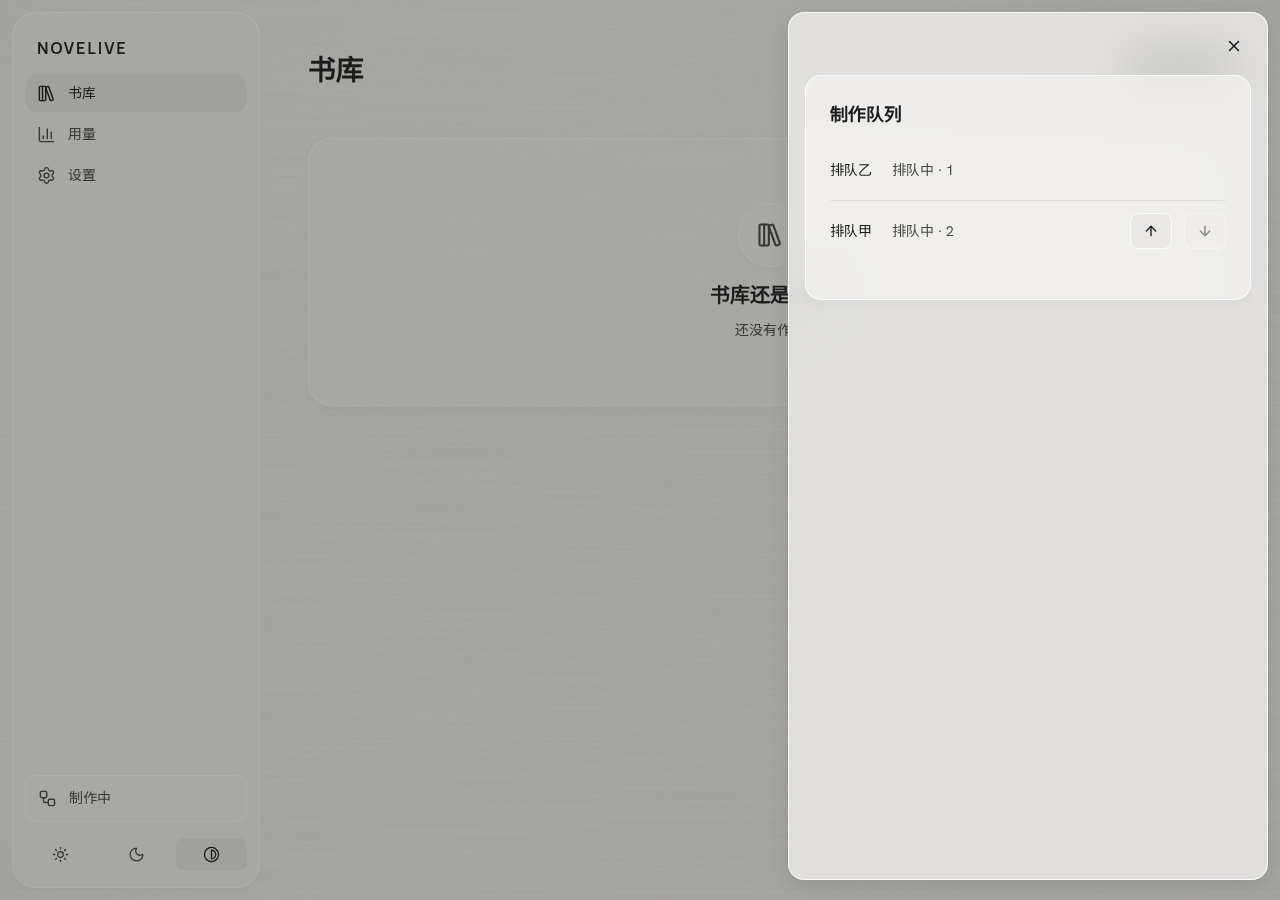 NOVELIVE
书库
用量
设置
制作中
书库
书库还是
还没有
制作队列
排队乙 排队中 · 1
排队甲 排队中 · 2